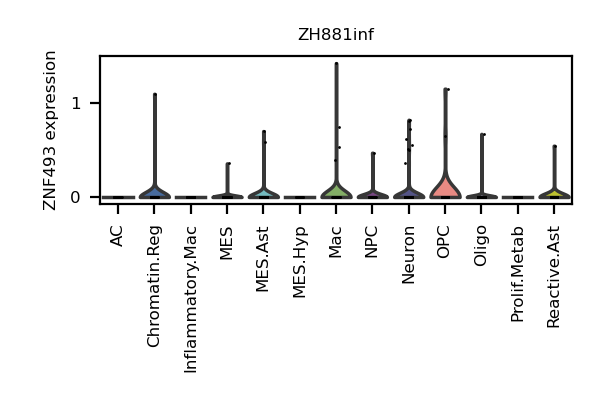 ZH881inf
ZNF493 expression
1
0
AC
Chromatin.Reg
Inflammatory.Mac
MES
MES.Ast
MES.Hyp
Mac
NPC
Neuron
OPC
Oligo
Prolif.Metab
Reactive.Ast